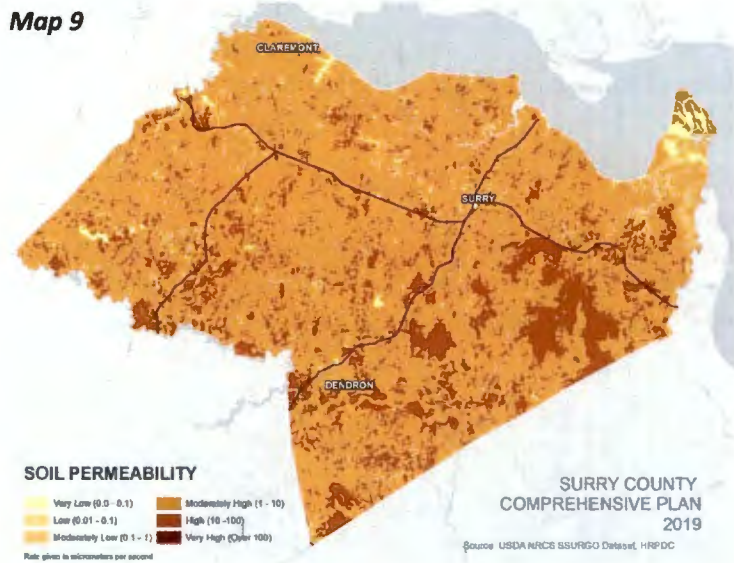 Map 9
CLAREMONT
SURRY
DENDRON
SOIL PERMEABILITY
Very Low (0.0 - 0.1)
Low (0.01 - 0.1)
Moderately Low (0.1 - 1)
Moderately High (1 - 10)
High (10 -100)
Very High (Over 100)
Rate given in micrometers per second
SURRY COUNTY
COMPREHENSIVE PLAN
2019
Source USDA NRCS SSURGO Dataset, HRPDC